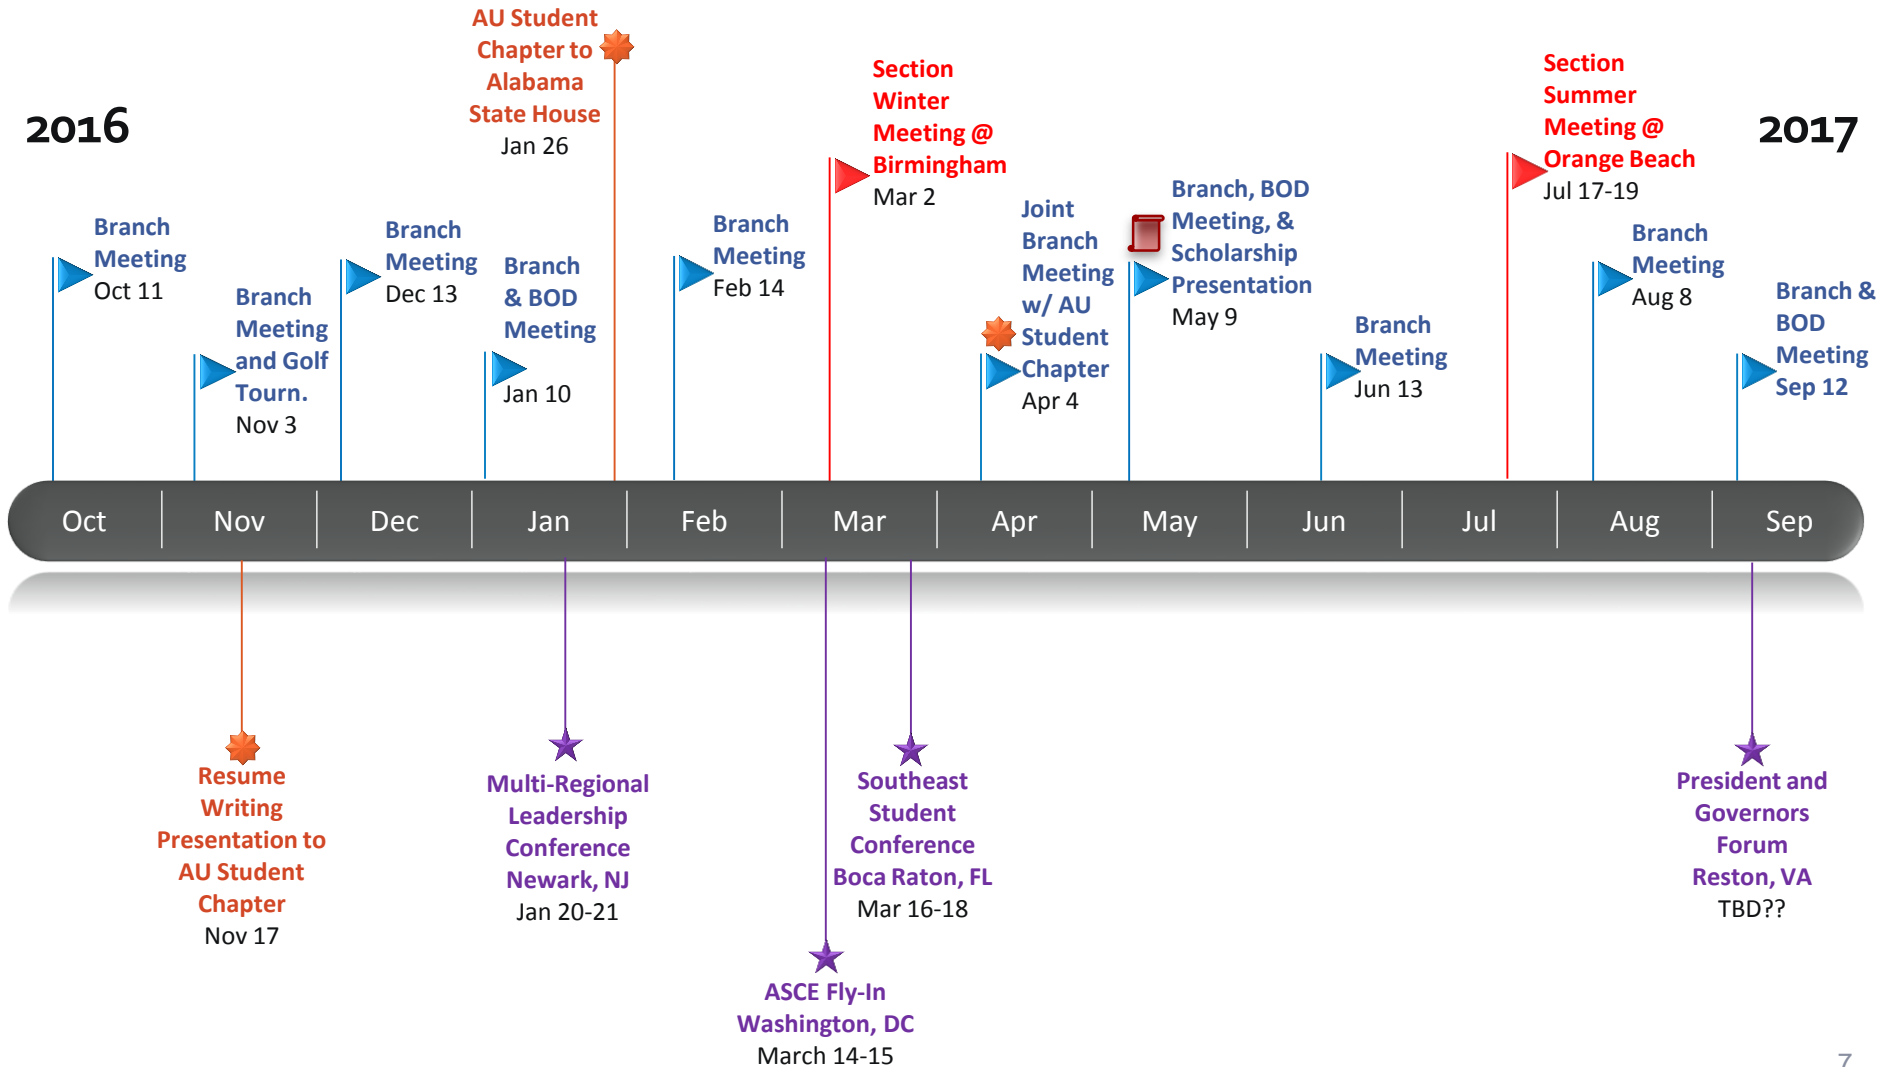 2016
2017
AU Student
Chapter to
Alabama
State House
Jan 26
Section
Winter
Meeting @
Birmingham
Mar 2
Section
Summer
Meeting @
Orange Beach
Jul 17-19
Branch
Meeting
Oct 11
Branch
Meeting
and Golf
Tourn.
Nov 3
Branch
Meeting
Dec 13
Branch
& BOD
Meeting
Jan 10
Branch
Meeting
Feb 14
Joint
Branch
Meeting
w/ AU
Student
Chapter
Apr 4
Branch, BOD
Meeting, &
Scholarship
Presentation
May 9
Branch
Meeting
Jun 13
Branch
Meeting
Aug 8
Branch &
BOD
Meeting
Sep 12
Oct
Nov
Dec
Jan
Feb
Mar
Apr
May
Jun
Jul
Aug
Sep
Resume
Writing
Presentation to
AU Student
Chapter
Nov 17
Multi-Regional
Leadership
Conference
Newark, NJ
Jan 20-21
Southeast
Student
Conference
Boca Raton, FL
Mar 16-18
ASCE Fly-In
Washington, DC
March 14-15
President and
Governors
Forum
Reston, VA
TBD??
7